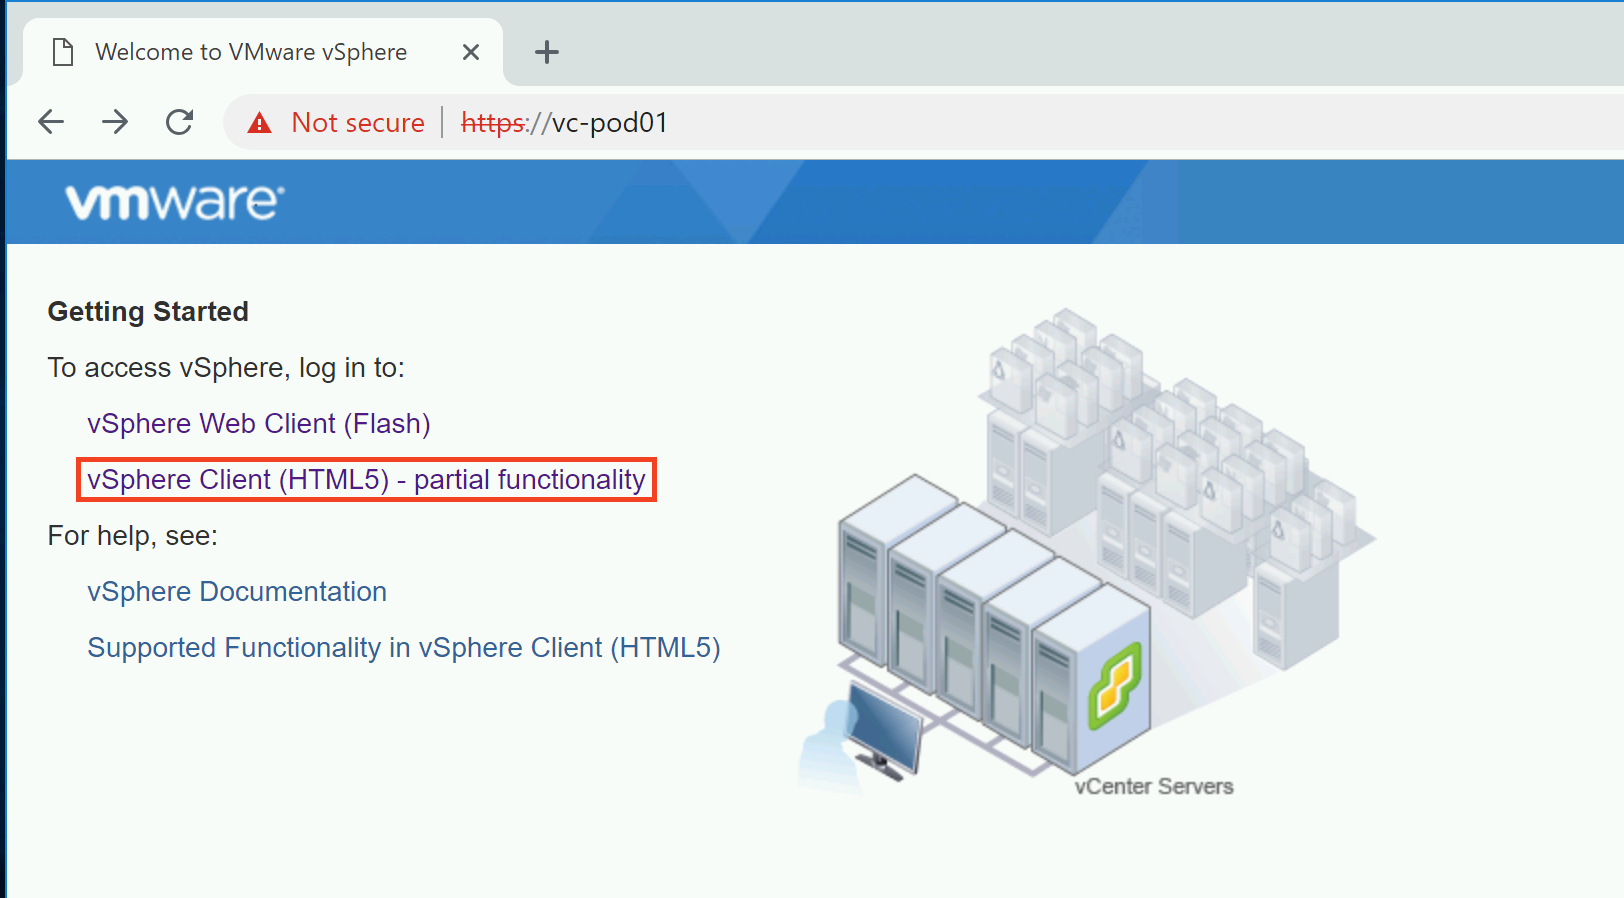 Welcome to VMware vSphere
Not secure
https://vc-pod01
vmware
Getting Started
To access vSphere, log in to:
vSphere Web Client (Flash)
vSphere Client (HTML5) - partial functionality
For help, see:
vSphere Documentation
Supported Functionality in vSphere Client (HTML5)
vCenter Servers